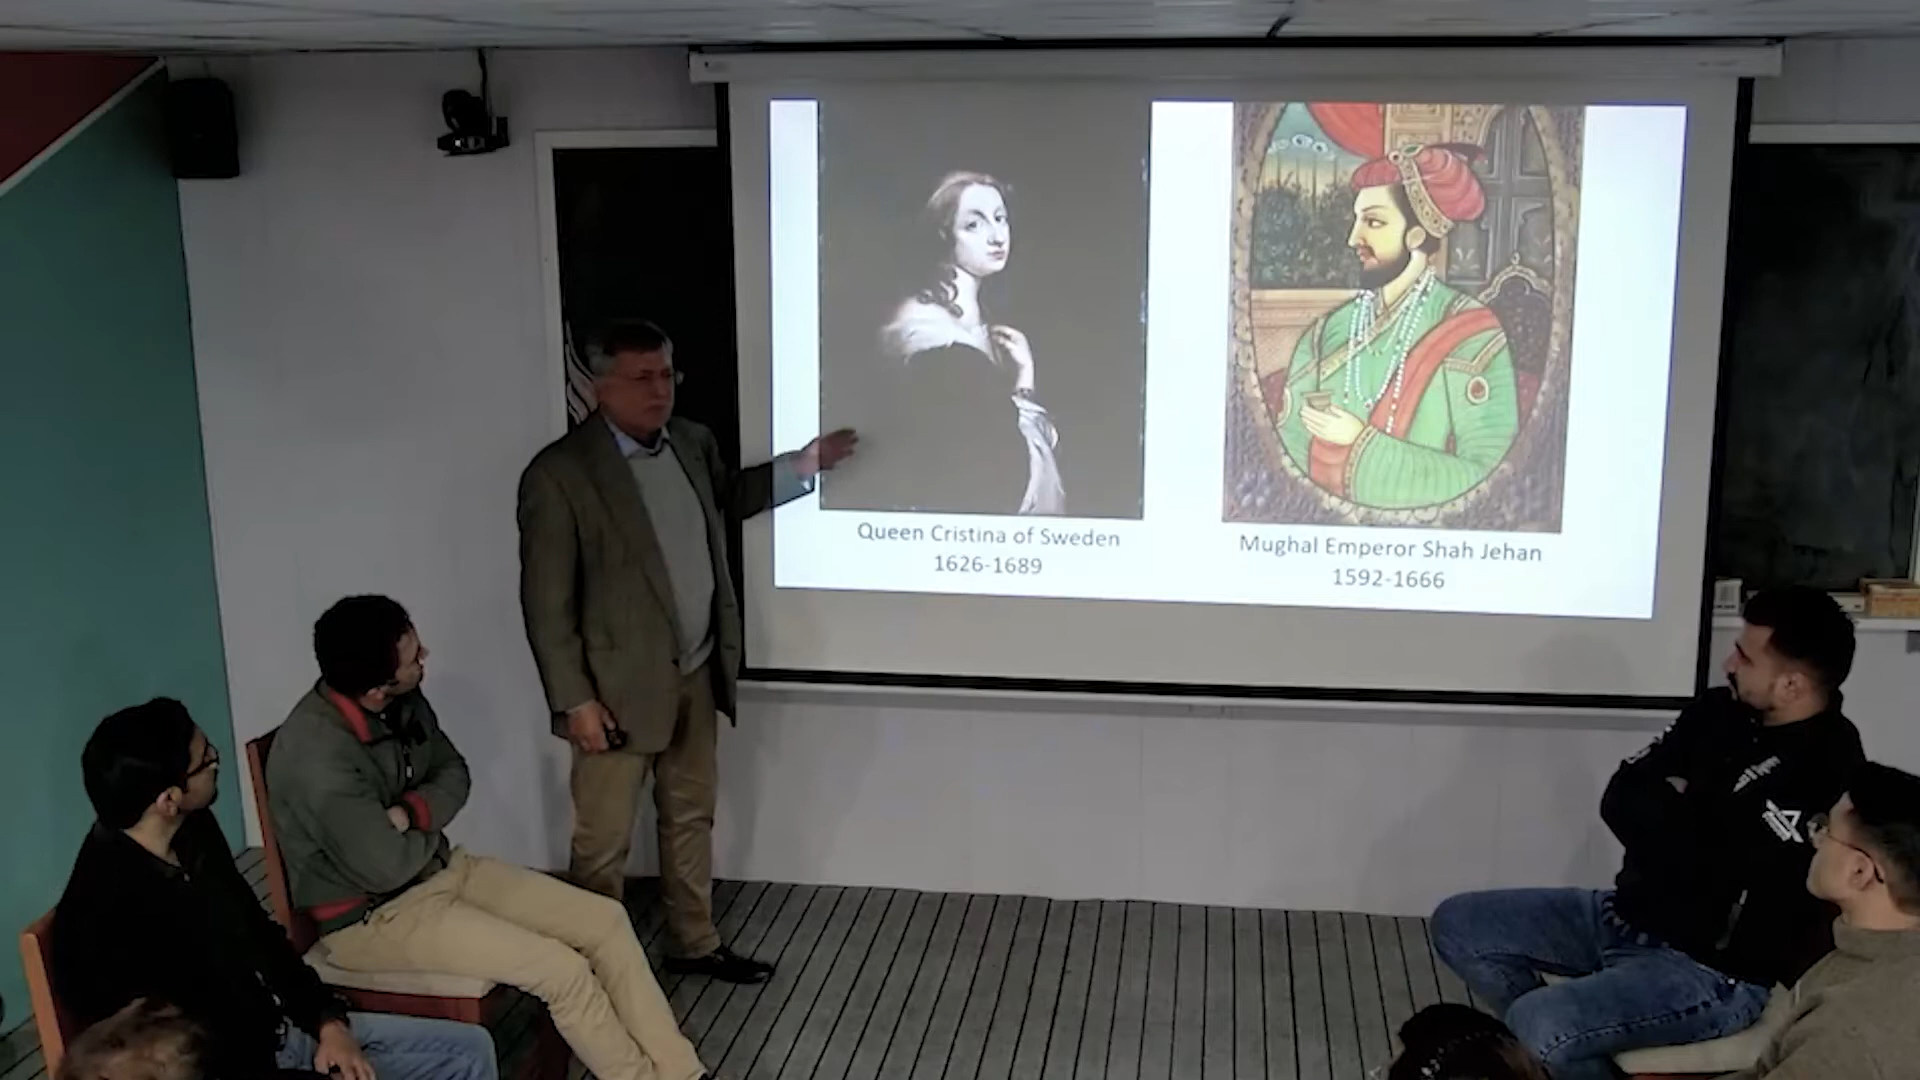 Queen Cristina of Sweden
1626-1689
Mughal Emperor Shah Jehan
1592-1666